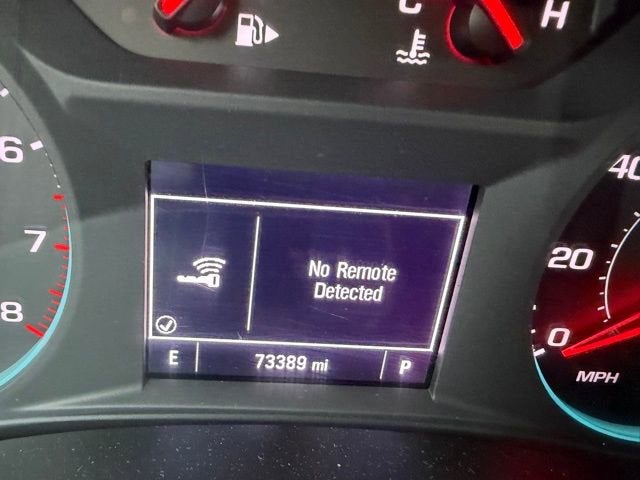 C H
6
7
8
40
20
0
MPH
No Remote
Detected
E 73389 mi P